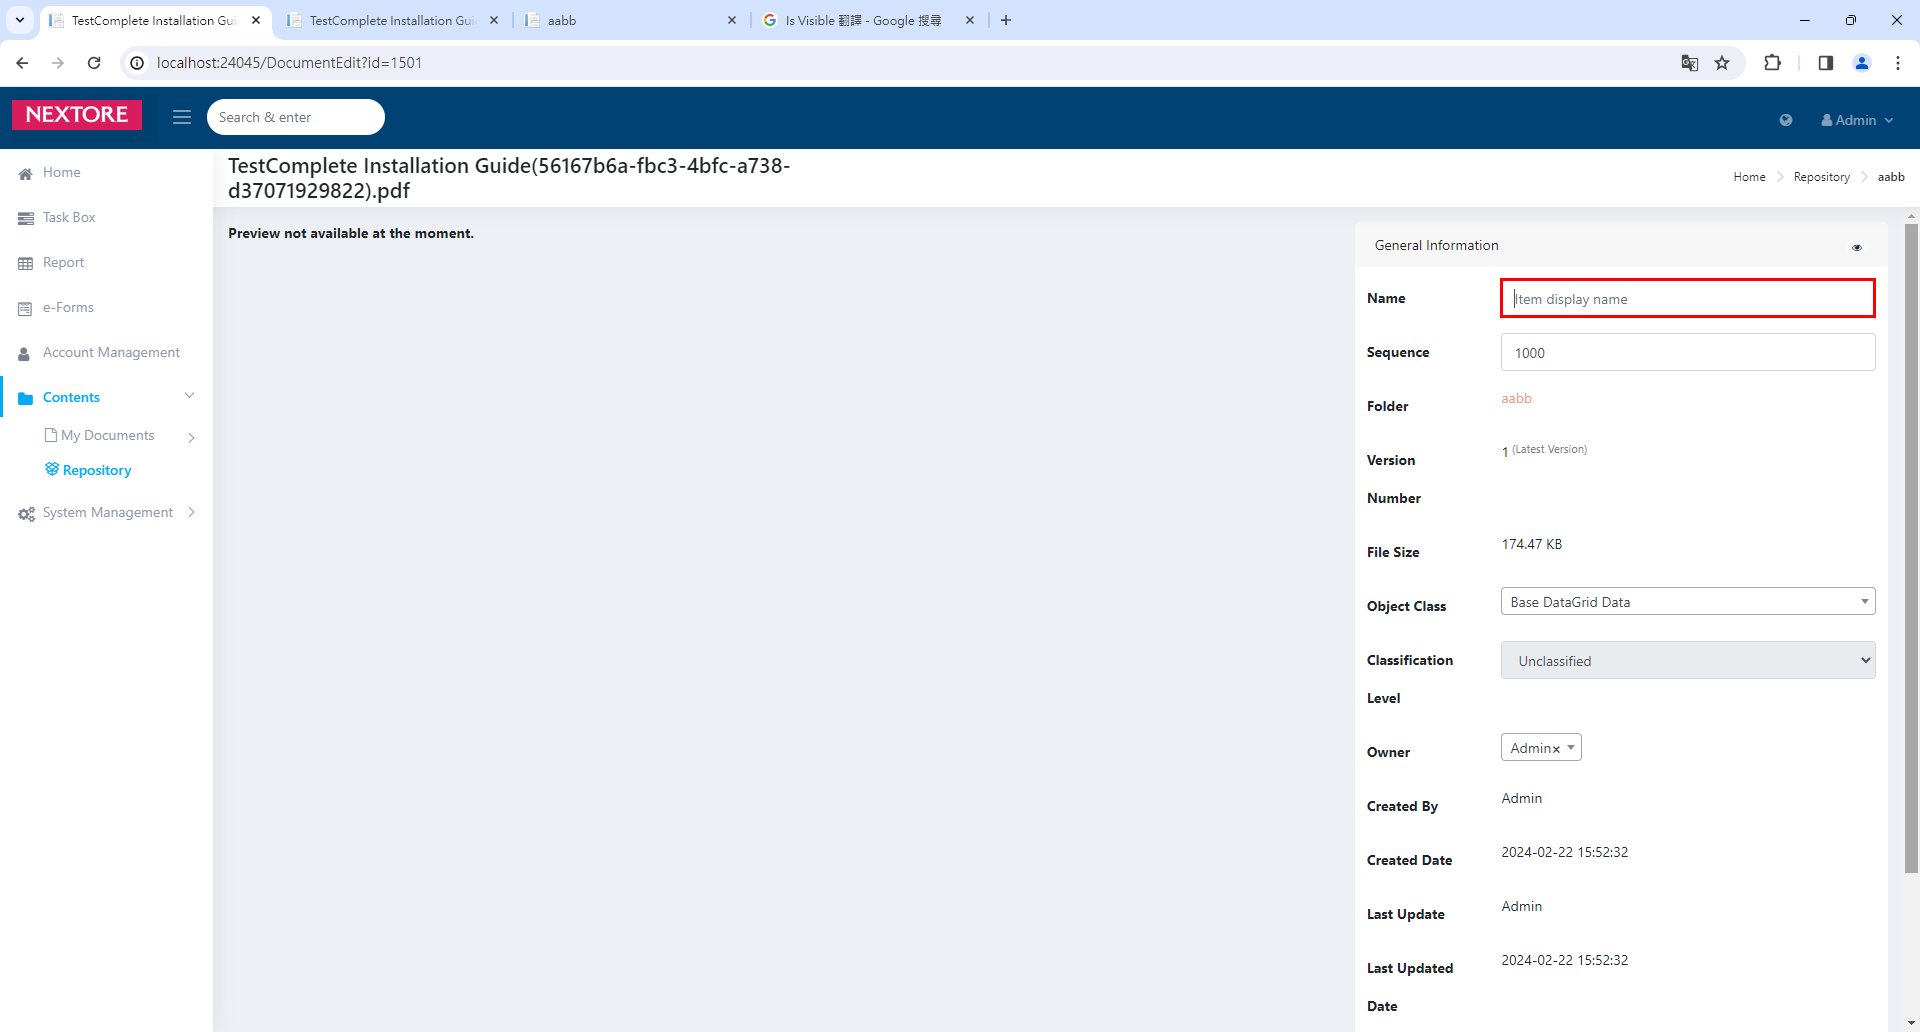 TestComplete Installation Gui
TestComplete Installation Gui
aabb
Is Visible 翻譯 - Google 搜尋
localhost:24045/DocumentEdit?id=1501
NEXTORE
Search & enter
Admin
Home
Task Box
Report
e-Forms
Account Management
Contents
My Documents
Repository
System Management
TestComplete Installation Guide(56167b6a-fbc3-4bfc-a738-
d37071929822).pdf
Home
Repository
aabb
Preview not available at the moment.
General Information
Name
Item display name
Sequence
1000
Folder
aabb
Version
Number
1 (Latest Version)
File Size
174.47 KB
Object Class
Base DataGrid Data
Classification
Level
Unclassified
Owner
Admin×
Created By
Admin
Created Date
2024-02-22 15:52:32
Last Update
Admin
Last Updated
Date
2024-02-22 15:52:32